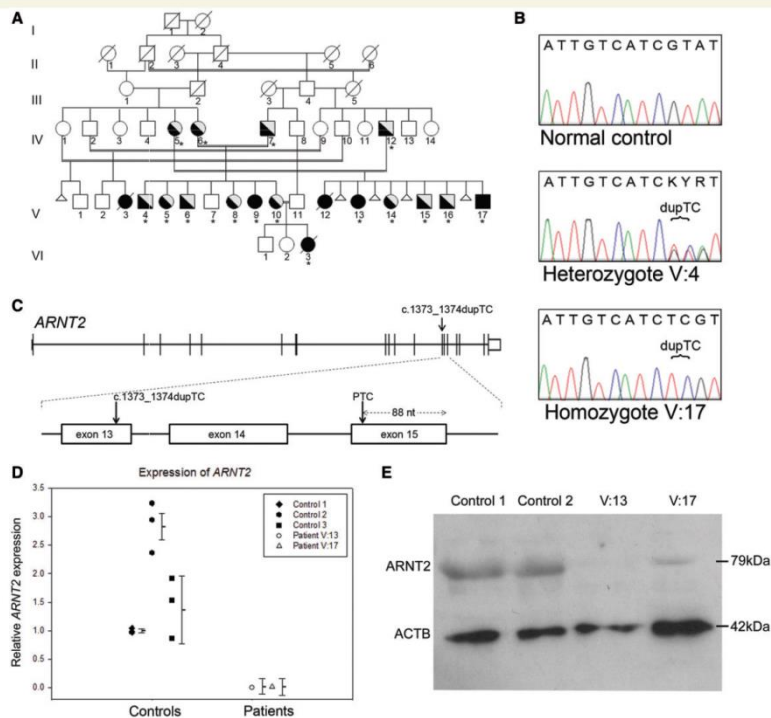 A
I
1 2
II
1 2 3 4 5 6
III
1 2 3 4 5
IV
1 2 3 4 5 6 7 8 9 10 11 12 13 14
* * * *
V
1 2 3 4 5 6 7 8 9 10 11 12 13 14 15 16 17
* * * * * * * * * * * *
VI
1 2 3
*
B
A T T G T C A T C G T A T
Normal control
A T T G T C A T C K Y R T
dupTC
Heterozygote V:4
A T T G T C A T C T C G T
dupTC
Homozygote V:17
C
ARNT2
c.1373_1374dupTC
c.1373_1374dupTC
PTC
88 nt
exon 13
exon 14
exon 15
D
Expression of ARNT2
Relative ARNT2 expression
3.5
3.0
2.5
2.0
1.5
1.0
0.5
0.0
Control 1
Control 2
Control 3
Patient V:13
Patient V:17
Controls
Patients
E
Control 1 Control 2 V:13 V:17
ARNT2
79kDa
ACTB
42kDa